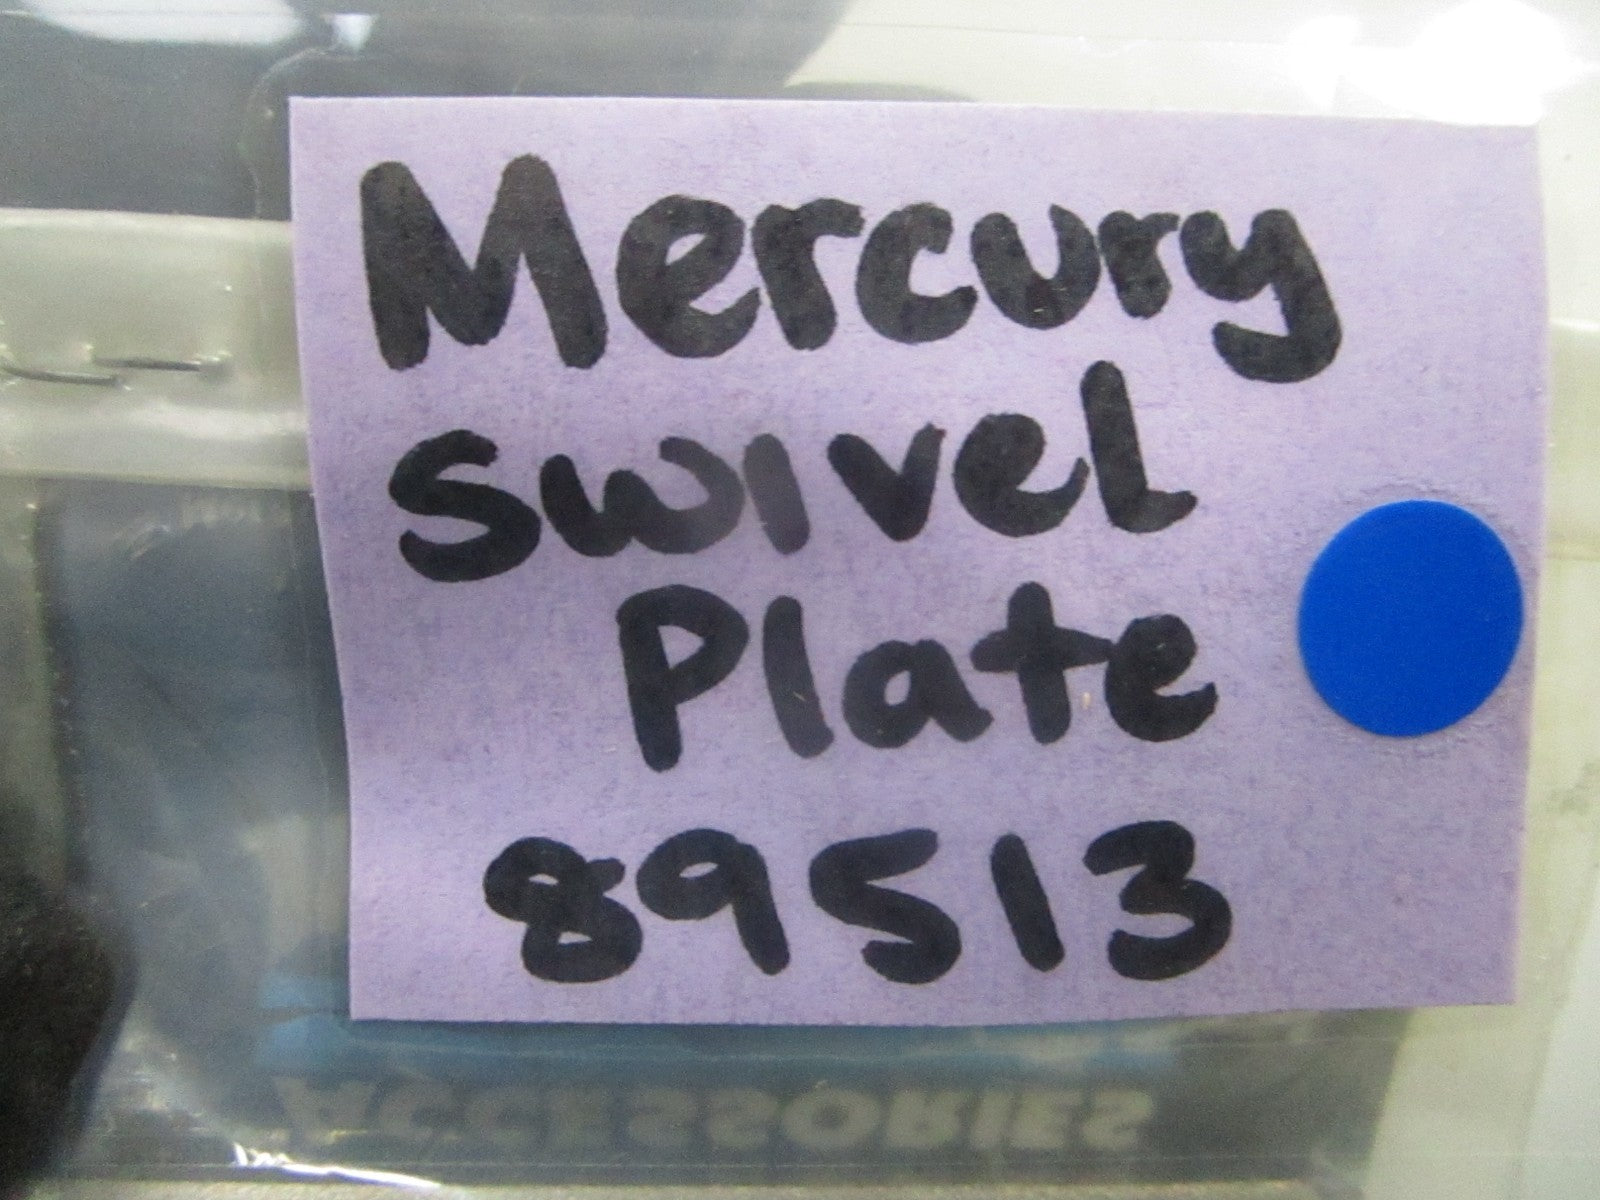 Mercury
Swivel
Plate
89513
ACCESSORIES